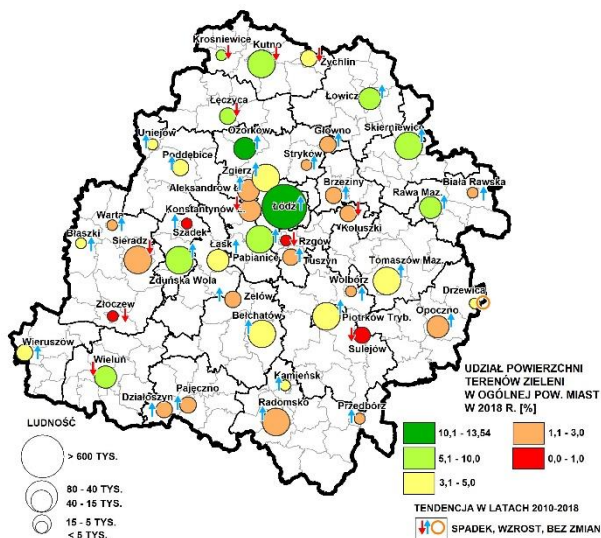 Krośniewice
Kutno
Żychlin
Łowicz
Łęczyca
Ozorków
Głowno
Skierniewice
Uniejów
Poddębice
Stryków
Zgierz
Aleksandrów Ł.
Brzeziny
Biała Rawska
Rawa Maz.
Konstantynów
Łódź
Warta
Szadek
Koluszki
Błaszki
Sieradz
Łask
Pabianice
Rzgów
Tuszyn
Zduńska Wola
Tomaszów Maz.
Wolbórz
Drzewica
Złoczew
Zelów
Bełchatów
Piotrków Tryb.
Opoczno
Sulejów
Wieruszów
Wieluń
Kamieńsk
Działoszyn
Pajęczno
Radomsko
Przedbórz
LUDNOŚĆ
> 600 TYS.
80 - 40 TYS.
40 - 15 TYS.
15 - 5 TYS.
< 5 TYS.
UDZIAŁ POWIERZCHNI
TERENÓW ZIELENI
W OGÓLNEJ POW. MIAST
W 2018 R. [%]
10,1 - 13,54
1,1 - 3,0
5,1 - 10,0
0,0 - 1,0
3,1 - 5,0
TENDENCJA W LATACH 2010-2018
SPADEK, WZROST, BEZ ZMIAN